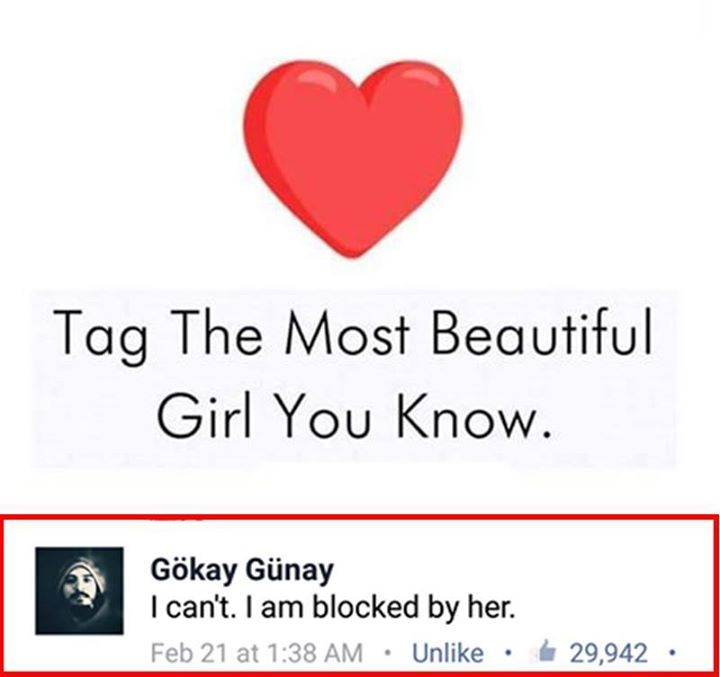 Tag The Most Beautiful
Girl You Know.
Gökay Günay
I can't. I am blocked by her.
Feb 21 at 1:38 AM • Unlike • 29,942 •